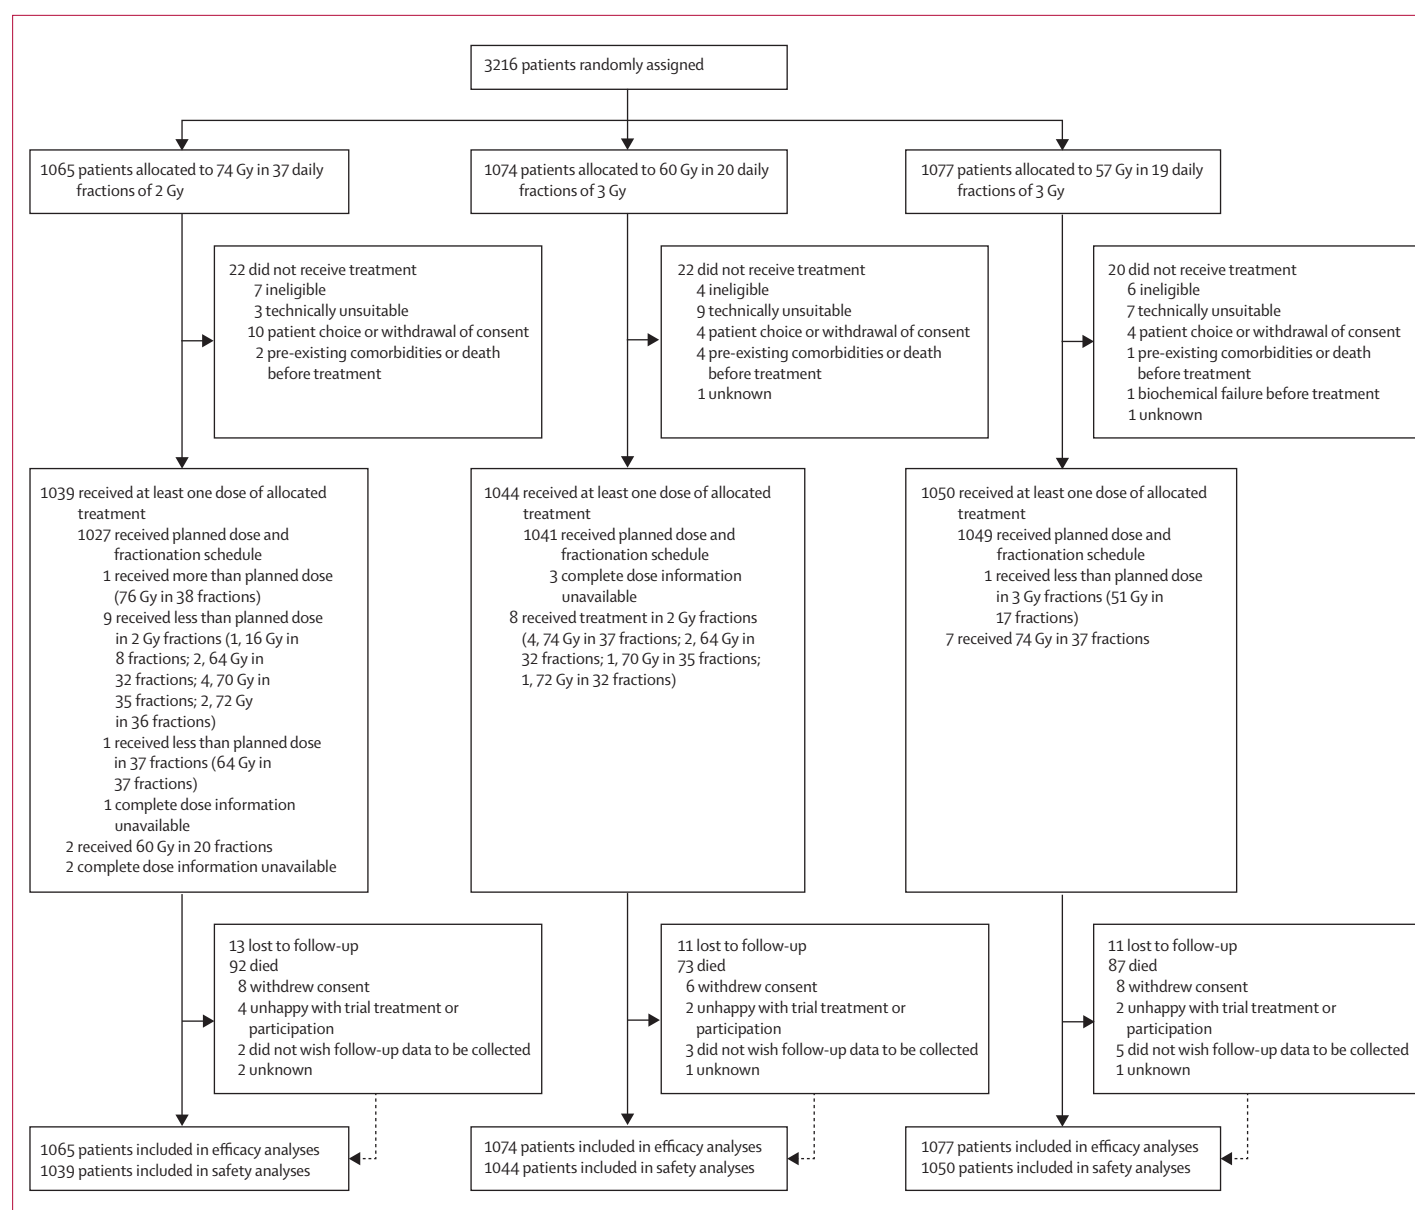 3216 patients randomly assigned
1065 patients allocated to 74 Gy in 37 daily
fractions of 2 Gy
1074 patients allocated to 60 Gy in 20 daily
fractions of 3 Gy
1077 patients allocated to 57 Gy in 19 daily
fractions of 3 Gy
22 did not receive treatment
7 ineligible
3 technically unsuitable
10 patient choice or withdrawal of consent
2 pre-existing comorbidities or death
before treatment
22 did not receive treatment
4 ineligible
9 technically unsuitable
4 patient choice or withdrawal of consent
4 pre-existing comorbidities or death
before treatment
1 unknown
20 did not receive treatment
6 ineligible
7 technically unsuitable
4 patient choice or withdrawal of consent
1 pre-existing comorbidities or death
before treatment
1 biochemical failure before treatment
1 unknown
1039 received at least one dose of allocated
treatment
1027 received planned dose and
fractionation schedule
1 received more than planned dose
(76 Gy in 38 fractions)
9 received less than planned dose
in 2 Gy fractions (1, 16 Gy in
8 fractions; 2, 64 Gy in
32 fractions; 4, 70 Gy in
35 fractions; 2, 72 Gy
in 36 fractions)
1 received less than planned dose
in 37 fractions (64 Gy in
37 fractions)
1 complete dose information
unavailable
2 received 60 Gy in 20 fractions
2 complete dose information unavailable
1044 received at least one dose of allocated
treatment
1041 received planned dose and
fractionation schedule
3 complete dose information
unavailable
8 received treatment in 2 Gy fractions
(4, 74 Gy in 37 fractions; 2, 64 Gy in
32 fractions; 1, 70 Gy in 35 fractions;
1, 72 Gy in 32 fractions)
1050 received at least one dose of allocated
treatment
1049 received planned dose and
fractionation schedule
1 received less than planned dose
in 3 Gy fractions (51 Gy in
17 fractions)
7 received 74 Gy in 37 fractions
13 lost to follow-up
92 died
8 withdrew consent
4 unhappy with trial treatment or
participation
2 did not wish follow-up data to be collected
2 unknown
11 lost to follow-up
73 died
6 withdrew consent
2 unhappy with trial treatment or
participation
3 did not wish follow-up data to be collected
1 unknown
11 lost to follow-up
87 died
8 withdrew consent
2 unhappy with trial treatment or
participation
5 did not wish follow-up data to be collected
1 unknown
1065 patients included in efficacy analyses
1039 patients included in safety analyses
1074 patients included in efficacy analyses
1044 patients included in safety analyses
1077 patients included in efficacy analyses
1050 patients included in safety analyses